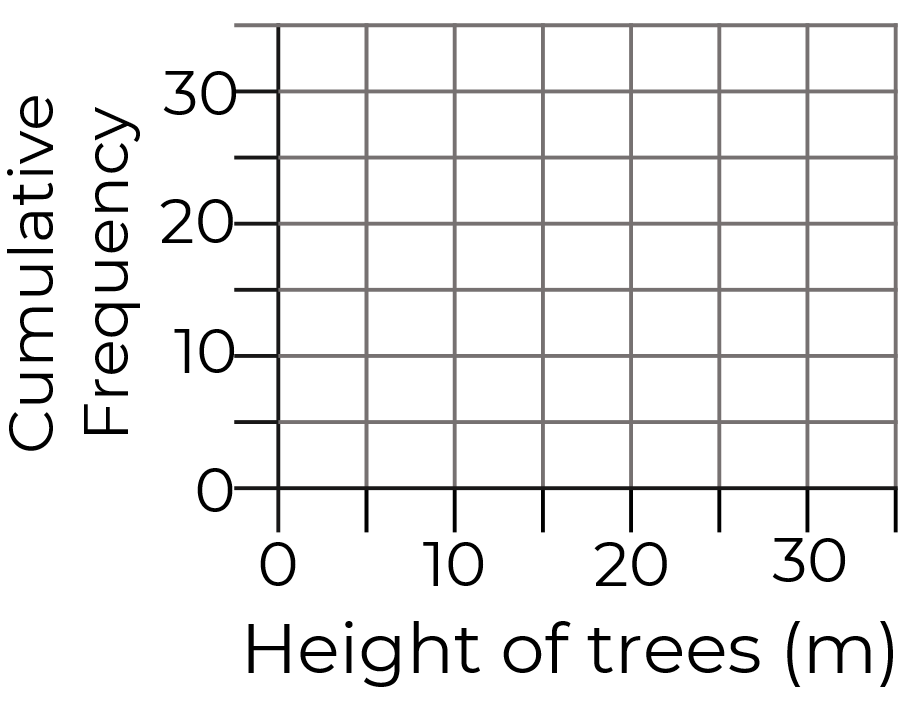 Cumulative
Frequency
30
20
10
0
0 10 20 30
Height of trees (m)